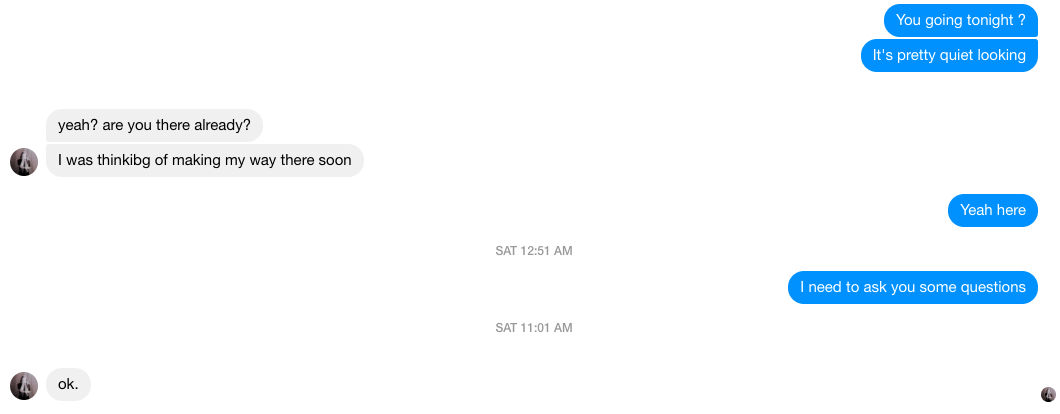 You going tonight ?
It's pretty quiet looking
yeah? are you there already?
I was thinkibg of making my way there soon
Yeah here
SAT 12:51 AM
I need to ask you some questions
SAT 11:01 AM
ok.